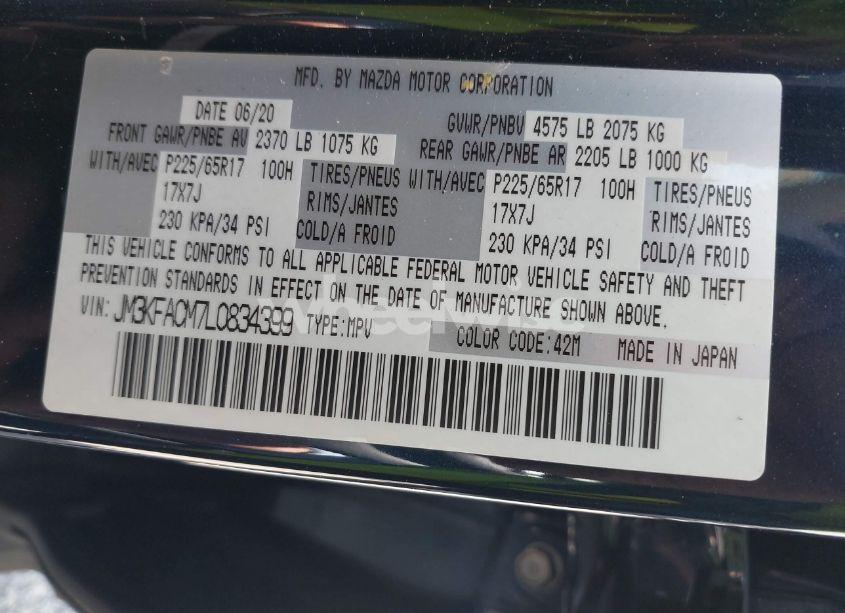 MFD. BY MAZDA MOTOR CORPORATION
DATE 06/20 GVWR/PNBV 4575 LB 2075 KG
FRONT GAWR/PNBE AV 2370 LB 1075 KG REAR GAWR/PNBE AR 2205 LB 1000 KG
WITH/AVEC P225/65R17 100H TIRES/PNEUS WITH/AVEC P225/65R17 100H TIRES/PNEUS
17X7J RIMS/JANTES 17X7J RIMS/JANTES
230 KPA/34 PSI COLD/A FROID 230 KPA/34 PSI COLD/A FROID
THIS VEHICLE CONFORMS TO ALL APPLICABLE FEDERAL MOTOR VEHICLE SAFETY AND THEFT
PREVENTION STANDARDS IN EFFECT ON THE DATE OF MANUFACTURE SHOWN ABOVE.
VIN: JM3KFACM7L0834399 TYPE:MPV COLOR CODE:42M MADE IN JAPAN
wheelwise